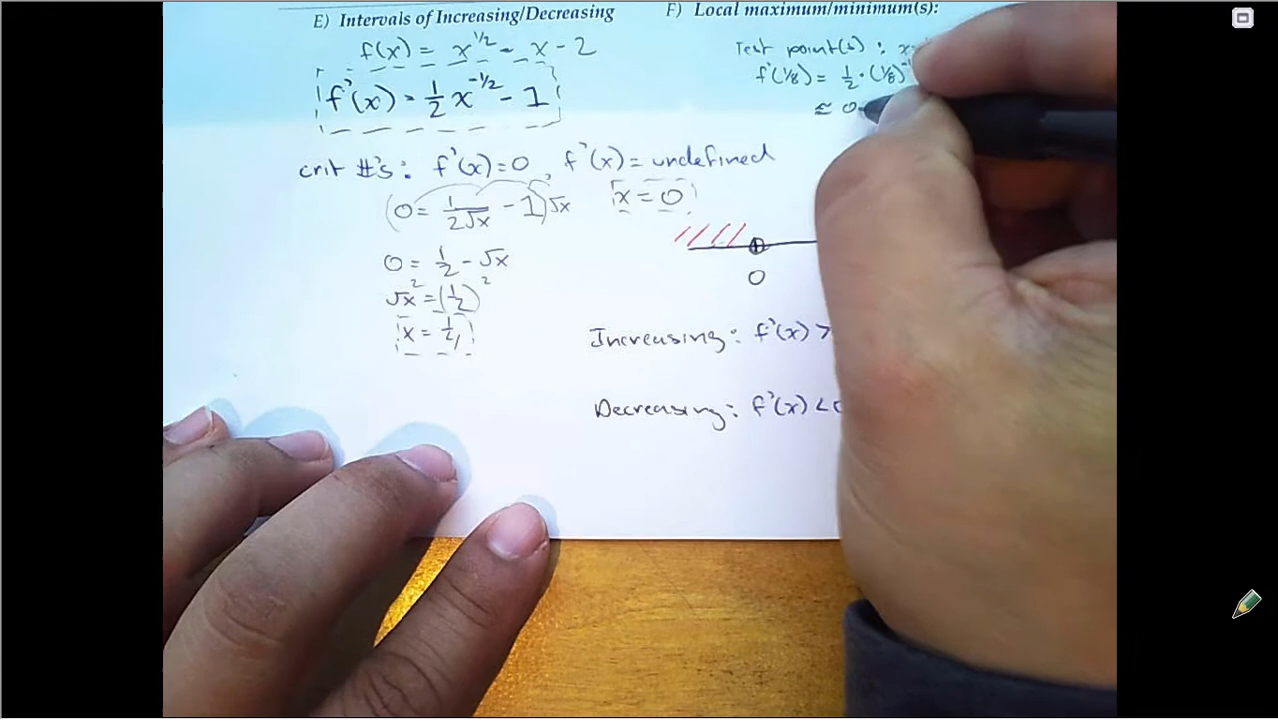 E) Intervals of Increasing/Decreasing
f(x) = x^1/2 - x - 2
f'(x) = 1/2 x^-1/2 - 1
crit #'s: f'(x) = 0, f'(x) = undefined
(0 = 1/2√x - 1)√x
x = 0
0 = 1/2 - √x
√x^2 = (1/2)^2
x = 1/4
F) Local maximum/minimum(s):
Test point(s): x
f'(1/8) = 1/2 · (1/8)^-
≈ 0
0
Increasing: f'(x) >
Decreasing: f'(x) <